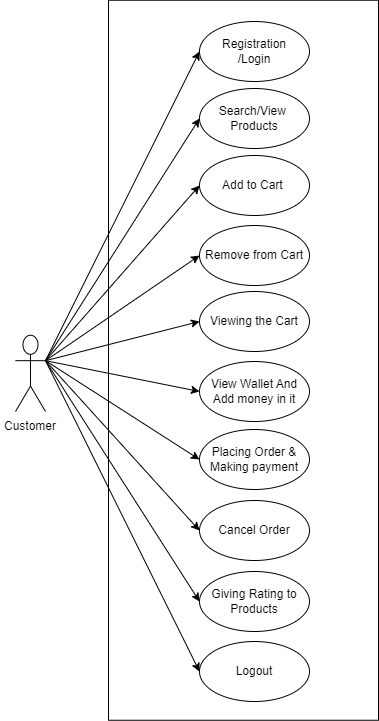 Registration
/Login
Search/View
Products
Add to Cart
Remove from Cart
Viewing the Cart
View Wallet And
Add money in it
Customer
Placing Order &
Making payment
Cancel Order
Giving Rating to
Products
Logout